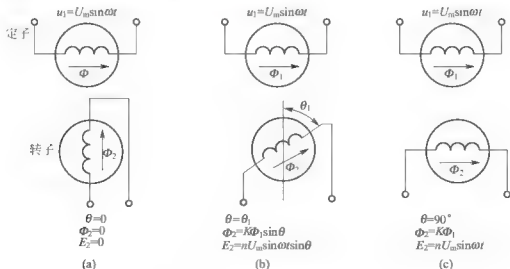 u₁=Uₘsinωt
u₁=Uₘsinωt
u₁=Uₘsinωt
定子
Φ
Φ₁
Φ₁
θ₁
转子
Φ₂
Φ₂
Φ₂
θ=0
Φ₂=0
E₂=0
(a)
θ=θ₁
Φ₂=KΦ₁sinθ
E₂=nUₘsinωtsinθ
(b)
θ=90°
Φ₂=KΦ₁
E₂=nUₘsinωt
(c)